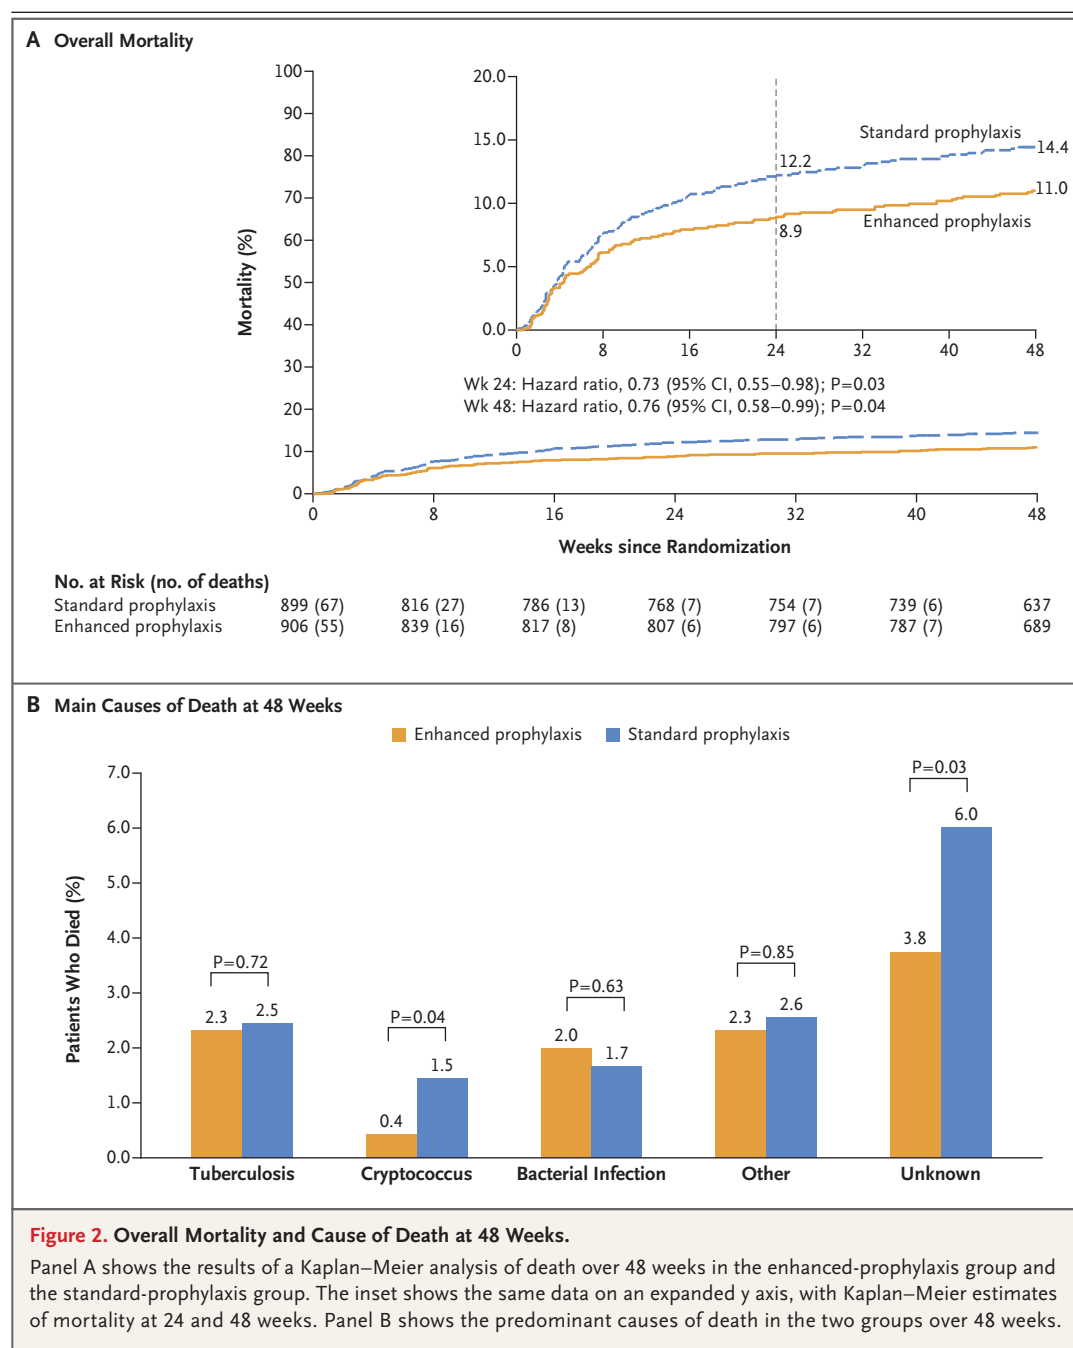 A Overall Mortality
Mortality (%)
100
90
80
70
60
50
40
30
20
10
0
0 8 16 24 32 40 48
Weeks since Randomization
20.0
15.0
10.0
5.0
0.0
0 8 16 24 32 40 48
Standard prophylaxis
14.4
12.2
11.0
Enhanced prophylaxis
8.9
Wk 24: Hazard ratio, 0.73 (95% CI, 0.55–0.98); P=0.03
Wk 48: Hazard ratio, 0.76 (95% CI, 0.58–0.99); P=0.04
No. at Risk (no. of deaths)
Standard prophylaxis 899 (67) 816 (27) 786 (13) 768 (7) 754 (7) 739 (6) 637
Enhanced prophylaxis 906 (55) 839 (16) 817 (8) 807 (6) 797 (6) 787 (7) 689
B Main Causes of Death at 48 Weeks
Enhanced prophylaxis Standard prophylaxis
Patients Who Died (%)
7.0
6.0
5.0
4.0
3.0
2.0
1.0
0.0
P=0.72
2.3 2.5
P=0.04
0.4 1.5
P=0.63
2.0 1.7
P=0.85
2.3 2.6
P=0.03
3.8 6.0
Tuberculosis Cryptococcus Bacterial Infection Other Unknown
Figure 2. Overall Mortality and Cause of Death at 48 Weeks.
Panel A shows the results of a Kaplan–Meier analysis of death over 48 weeks in the enhanced-prophylaxis group and
the standard-prophylaxis group. The inset shows the same data on an expanded y axis, with Kaplan–Meier estimates
of mortality at 24 and 48 weeks. Panel B shows the predominant causes of death in the two groups over 48 weeks.